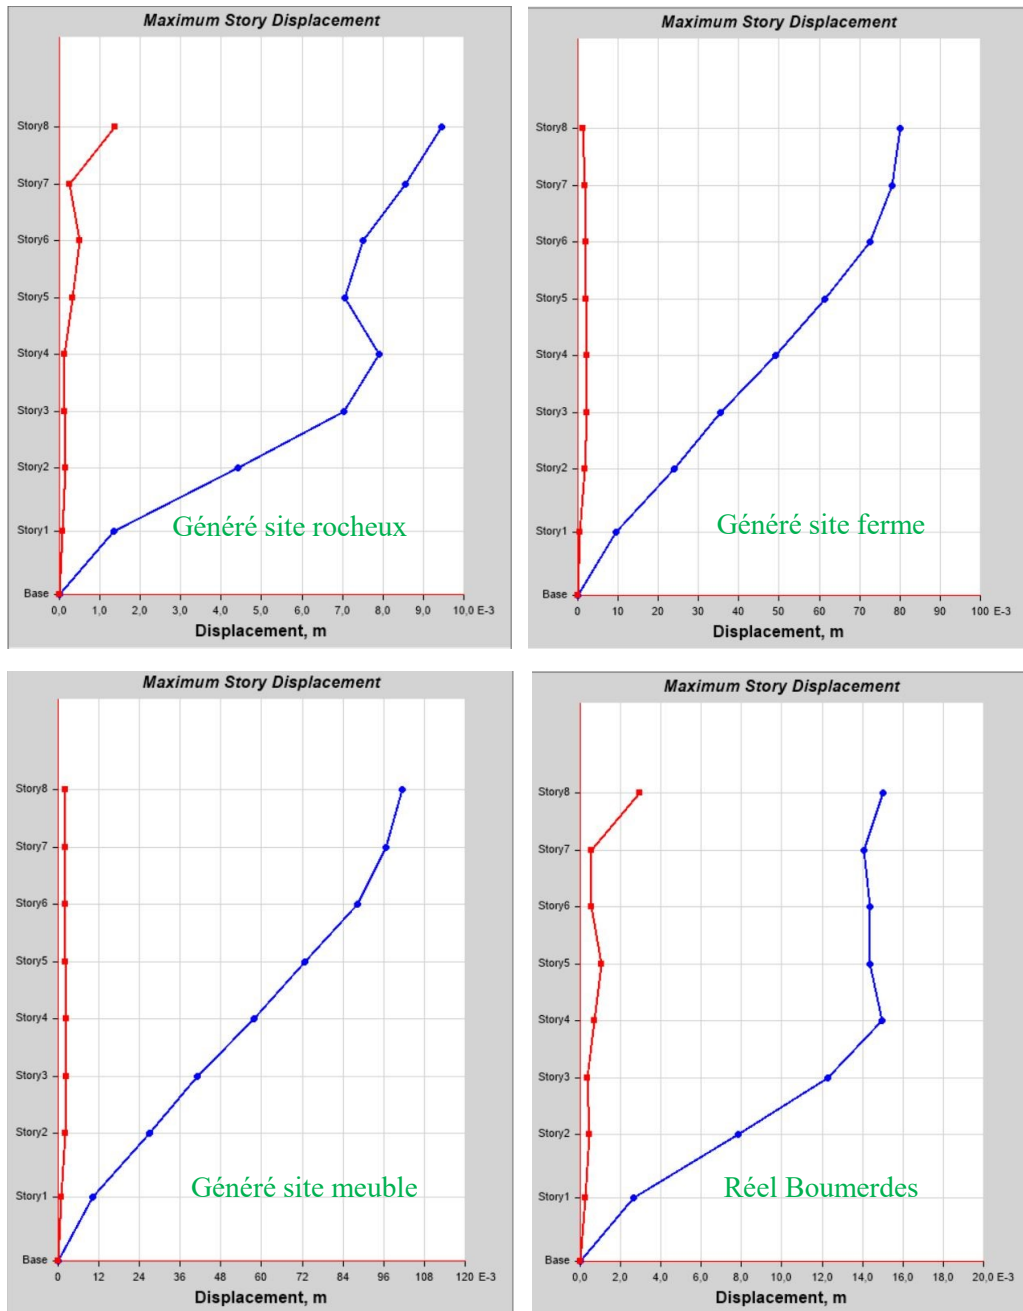 Maximum Story Displacement
Story8
Story7
Story6
Story5
Story4
Story3
Story2
Story1
Base
Généré site rocheux
0,0 1,0 2,0 3,0 4,0 5,0 6,0 7,0 8,0 9,0 10,0 E-3
Displacement, m
Maximum Story Displacement
Story8
Story7
Story6
Story5
Story4
Story3
Story2
Story1
Base
Généré site ferme
0,0 10 20 30 40 50 60 70 80 90 100 E-3
Displacement, m
Maximum Story Displacement
Story8
Story7
Story6
Story5
Story4
Story3
Story2
Story1
Base
Généré site meuble
0 12 24 36 48 60 72 84 96 108 120 E-3
Displacement, m
Maximum Story Displacement
Story8
Story7
Story6
Story5
Story4
Story3
Story2
Story1
Base
Réel Boumerdes
0,0 2,0 4,0 6,0 8,0 10,0 12,0 14,0 16,0 18,0 20,0 E-3
Displacement, m